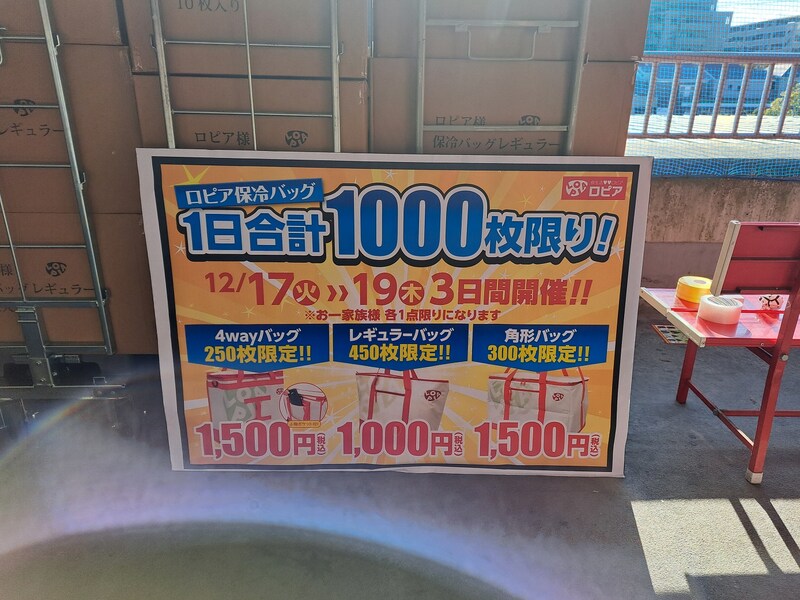 10枚入り
レギュラー
ロピア様
ロピア様
保冷バッグレギュラー
様
バッグレギュラー
ロピア保冷バッグ
ロピア
1日合計1000枚限り!
12/17火 >> 19木 3日間開催!!
※お一家族様 各1点限りになります
4wayバッグ
250枚限定!!
レギュラーバッグ
450枚限定!!
角形バッグ
300枚限定!!
1,500円(税込)
1,000円(税込)
1,500円(税込)